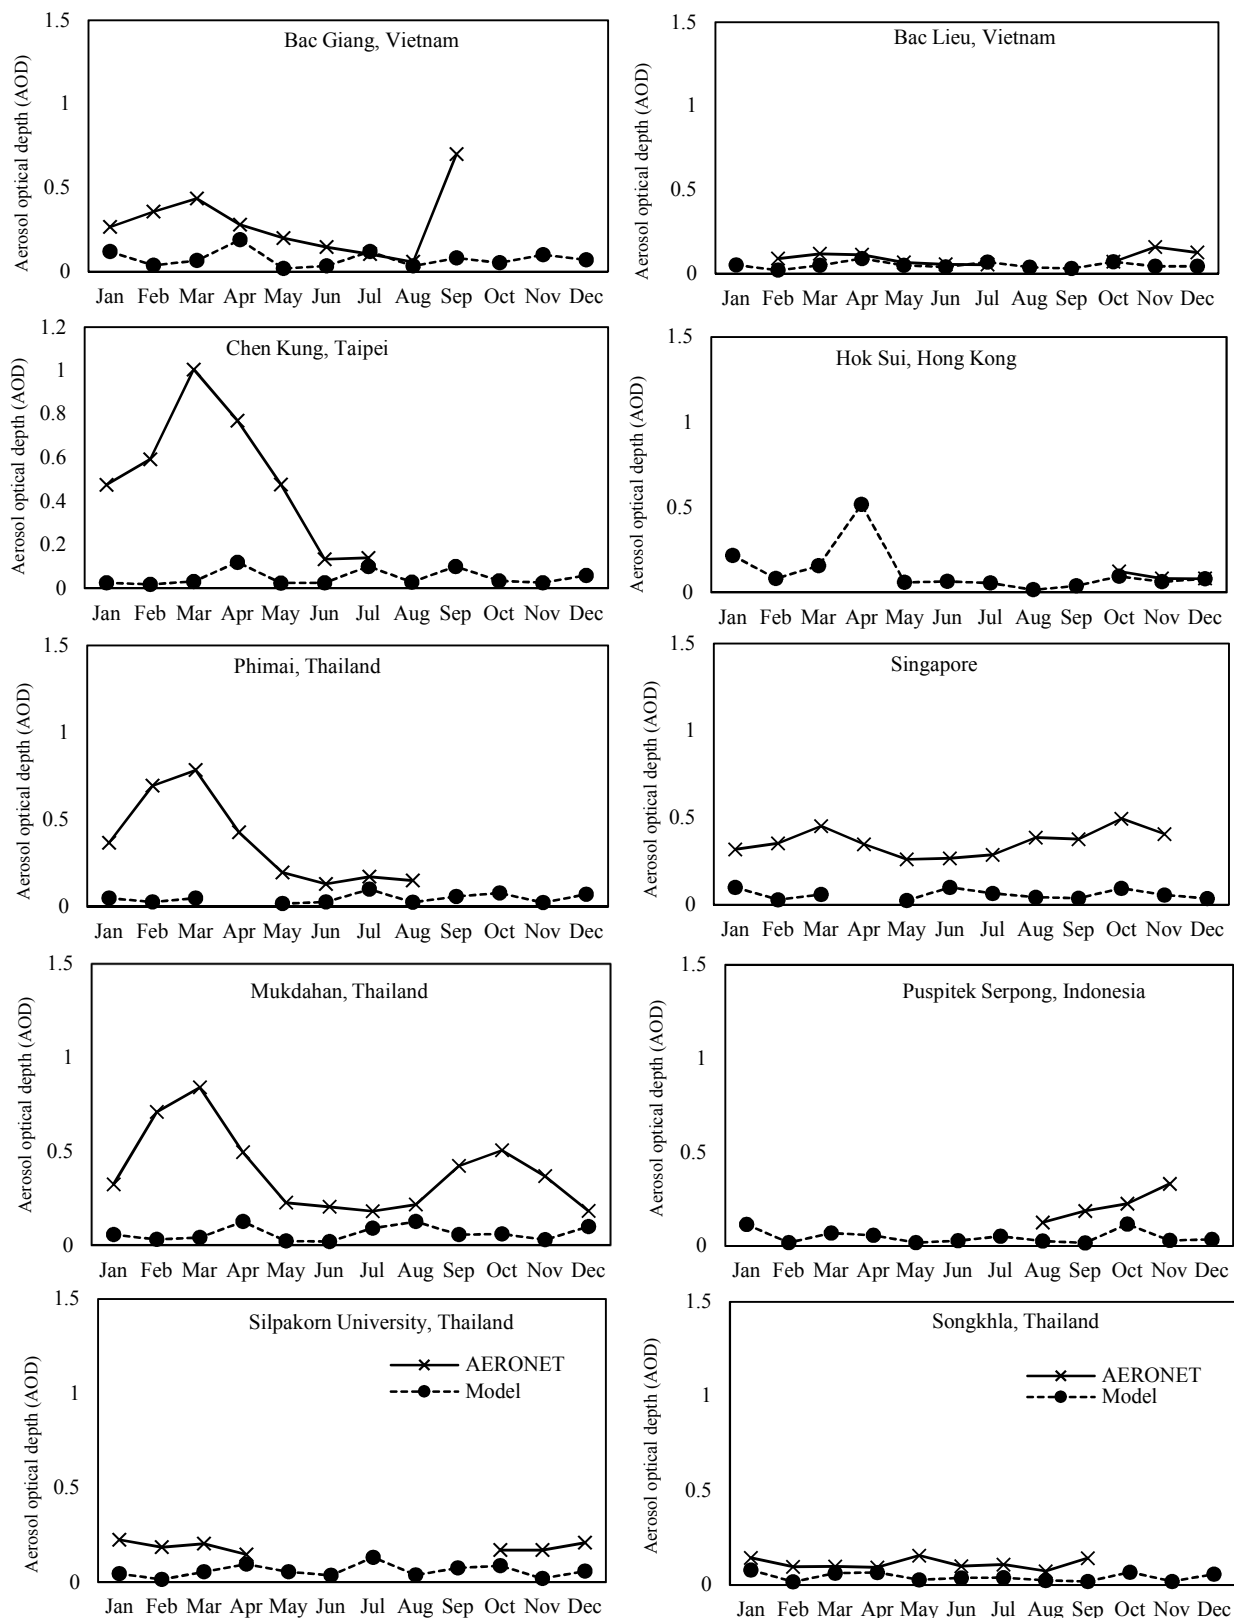 Bac Giang, Vietnam
Aerosol optical depth (AOD)
1.5
1
0.5
0
Jan Feb Mar Apr May Jun Jul Aug Sep Oct Nov Dec
Bac Lieu, Vietnam
Aerosol optical depth (AOD)
1.5
1
0.5
0
Jan Feb Mar Apr May Jun Jul Aug Sep Oct Nov Dec
Chen Kung, Taipei
Aerosol optical depth (AOD)
1.2
1
0.8
0.6
0.4
0.2
0
Jan Feb Mar Apr May Jun Jul Aug Sep Oct Nov Dec
Hok Sui, Hong Kong
Aerosol optical depth (AOD)
1.5
1
0.5
0
Jan Feb Mar Apr May Jun Jul Aug Sep Oct Nov Dec
Phimai, Thailand
Aerosol optical depth (AOD)
1.5
1
0.5
0
Jan Feb Mar Apr May Jun Jul Aug Sep Oct Nov Dec
Singapore
Aerosol optical depth (AOD)
1.5
1
0.5
0
Jan Feb Mar Apr May Jun Jul Aug Sep Oct Nov Dec
Mukdahan, Thailand
Aerosol optical depth (AOD)
1.5
1
0.5
0
Jan Feb Mar Apr May Jun Jul Aug Sep Oct Nov Dec
Puspitek Serpong, Indonesia
Aerosol optical depth (AOD)
1.5
1
0.5
0
Jan Feb Mar Apr May Jun Jul Aug Sep Oct Nov Dec
Silpakorn University, Thailand
AERONET
Model
Aerosol optical depth (AOD)
1.5
1
0.5
0
Jan Feb Mar Apr May Jun Jul Aug Sep Oct Nov Dec
Songkhla, Thailand
AERONET
Model
Aerosol optical depth (AOD)
1.5
1
0.5
0
Jan Feb Mar Apr May Jun Jul Aug Sep Oct Nov Dec